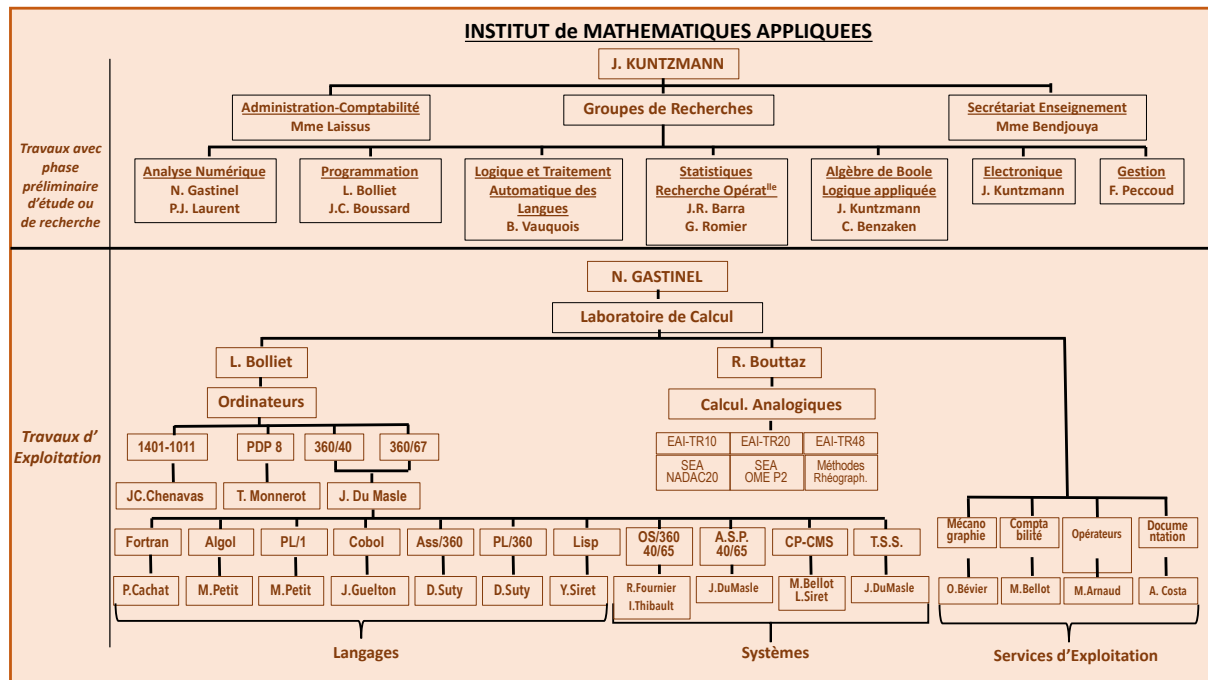 INSTITUT de MATHEMATIQUES APPLIQUEES
J. KUNTZMANN
Administration-Comptabilité
Mme Laissus
Groupes de Recherches
Secrétariat Enseignement
Mme Bendjouya
Travaux avec
phase
préliminaire
d'étude ou
de recherche
Analyse Numérique
N. Gastinel
P.J. Laurent
Programmation
L. Bolliet
J.C. Boussard
Logique et Traitement
Automatique des
Langues
B. Vauquois
Statistiques
Recherche Opératlle
J.R. Barra
G. Romier
Algèbre de Boole
Logique appliquée
J. Kuntzmann
C. Benzaken
Electronique
J. Kuntzmann
Gestion
F. Peccoud
N. GASTINEL
Laboratoire de Calcul
L. Bolliet
R. Bouttaz
Ordinateurs
Calcul. Analogiques
Travaux d'
Exploitation
1401-1011
PDP 8
360/40
360/67
EAI-TR10
EAI-TR20
EAI-TR48
SEA
NADAC20
SEA
OME P2
Méthodes
Rhéograph.
JC.Chenavas
T. Monnerot
J. Du Masle
Fortran
Algol
PL/1
Cobol
Ass/360
PL/360
Lisp
OS/360
40/65
A.S.P.
40/65
CP-CMS
T.S.S.
Mécano
graphie
Compta
bilité
Opérateurs
Docume
ntation
P.Cachat
M.Petit
M.Petit
J.Guelton
D.Suty
D.Suty
Y.Siret
R.Fournier
I.Thibault
J.DuMasle
M.Bellot
L.Siret
J.DuMasle
O.Bévier
M.Bellot
M.Arnaud
A. Costa
Langages
Systèmes
Services d'Exploitation